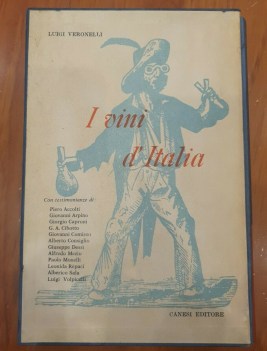 LUIGI VERONELLI
I vini
d'Italia
Con testimonianze di:
Piero Accolti
Giovanni Arpino
Giorgio Caproni
G. A. Cibotto
Giovanni Comisso
Alberto Consiglio
Giuseppe Dessì
Alfredo Mezio
Paolo Monelli
Leonida Repaci
Alberico Sala
Luigi Volpicelli
CANESI EDITORE